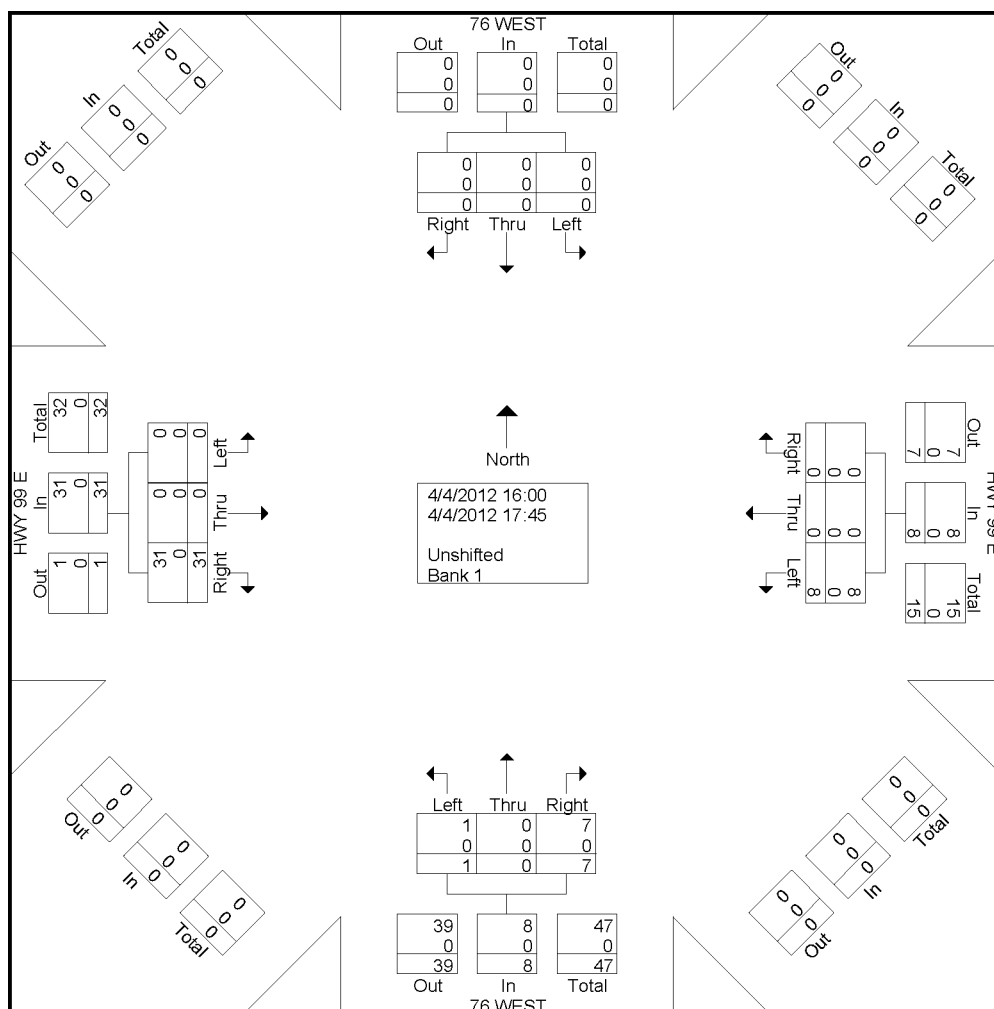 76 WEST
Out In Total
0 0 0
0 0 0
0 0 0
0 0 0
0 0 0
0 0 0
Right Thru Left
Out
0
0
0
In
0
0
0
Total
0
0
0
Out
0
0
0
In
0
0
0
Total
0
0
0
HWY 99 E
Total
32
0
32
In
31
0
31
Out
1
0
1
0 0 0
Left
0 0 0
Thru
31 0 31
Right
North
4/4/2012 16:00
4/4/2012 17:45
Unshifted
Bank 1
Right
0 0 0
Thru
0 0 0
Left
8 0 8
Out
7
0
7
In
8
0
8
Total
15
0
15
HWY 99 E
Left Thru Right
1 0 7
0 0 0
1 0 7
39 8 47
0 0 0
39 8 47
Out In Total
76 WEST
0
0
0
Out
0
0
0
In
0
0
0
Total
0
0
0
Total
0
0
0
In
0
0
0
Out